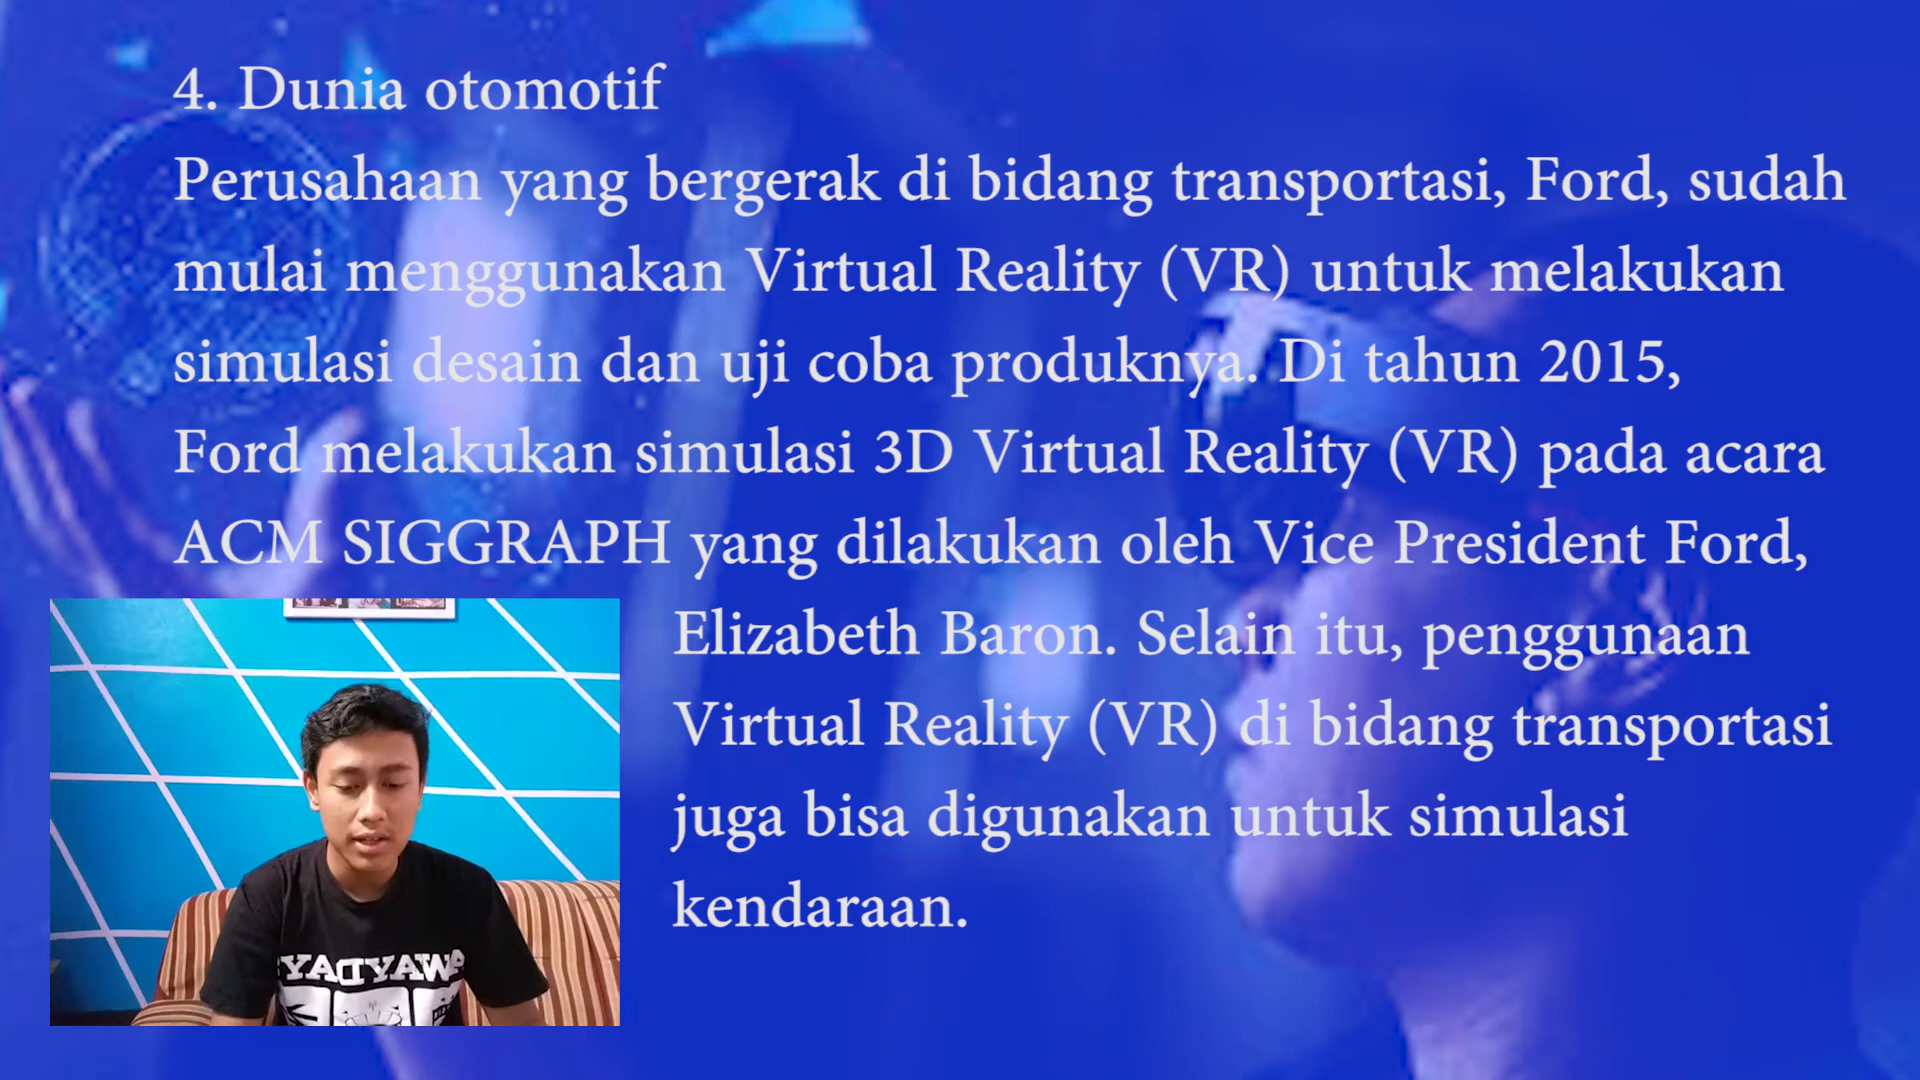 4. Dunia otomotif
Perusahaan yang bergerak di bidang transportasi, Ford, sudah
mulai menggunakan Virtual Reality (VR) untuk melakukan
simulasi desain dan uji coba produknya. Di tahun 2015,
Ford melakukan simulasi 3D Virtual Reality (VR) pada acara
ACM SIGGRAPH yang dilakukan oleh Vice President Ford,
Elizabeth Baron. Selain itu, penggunaan
Virtual Reality (VR) di bidang transportasi
juga bisa digunakan untuk simulasi
kendaraan.